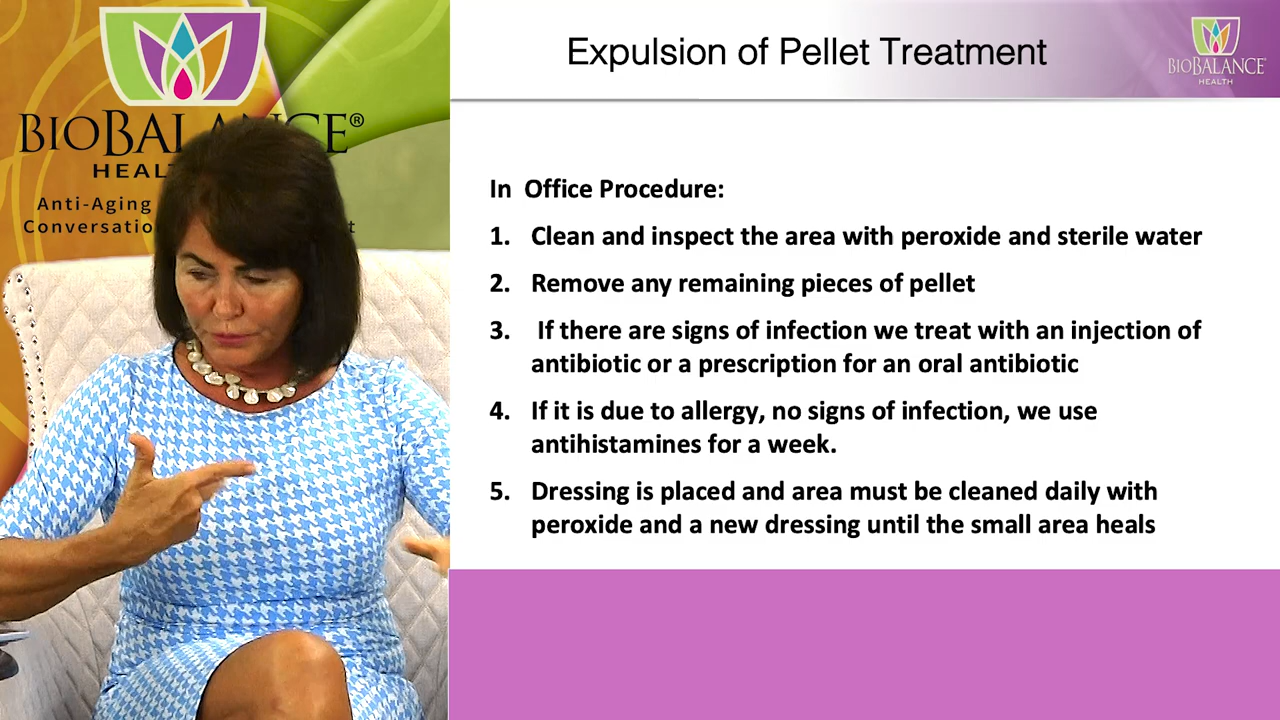 BIOBALANCE®
HEAL
Anti-Aging
Conversatio t
Expulsion of Pellet Treatment
BIOBALANCE®
HEALTH
In Office Procedure:
1. Clean and inspect the area with peroxide and sterile water
2. Remove any remaining pieces of pellet
3. If there are signs of infection we treat with an injection of
antibiotic or a prescription for an oral antibiotic
4. If it is due to allergy, no signs of infection, we use
antihistamines for a week.
5. Dressing is placed and area must be cleaned daily with
peroxide and a new dressing until the small area heals